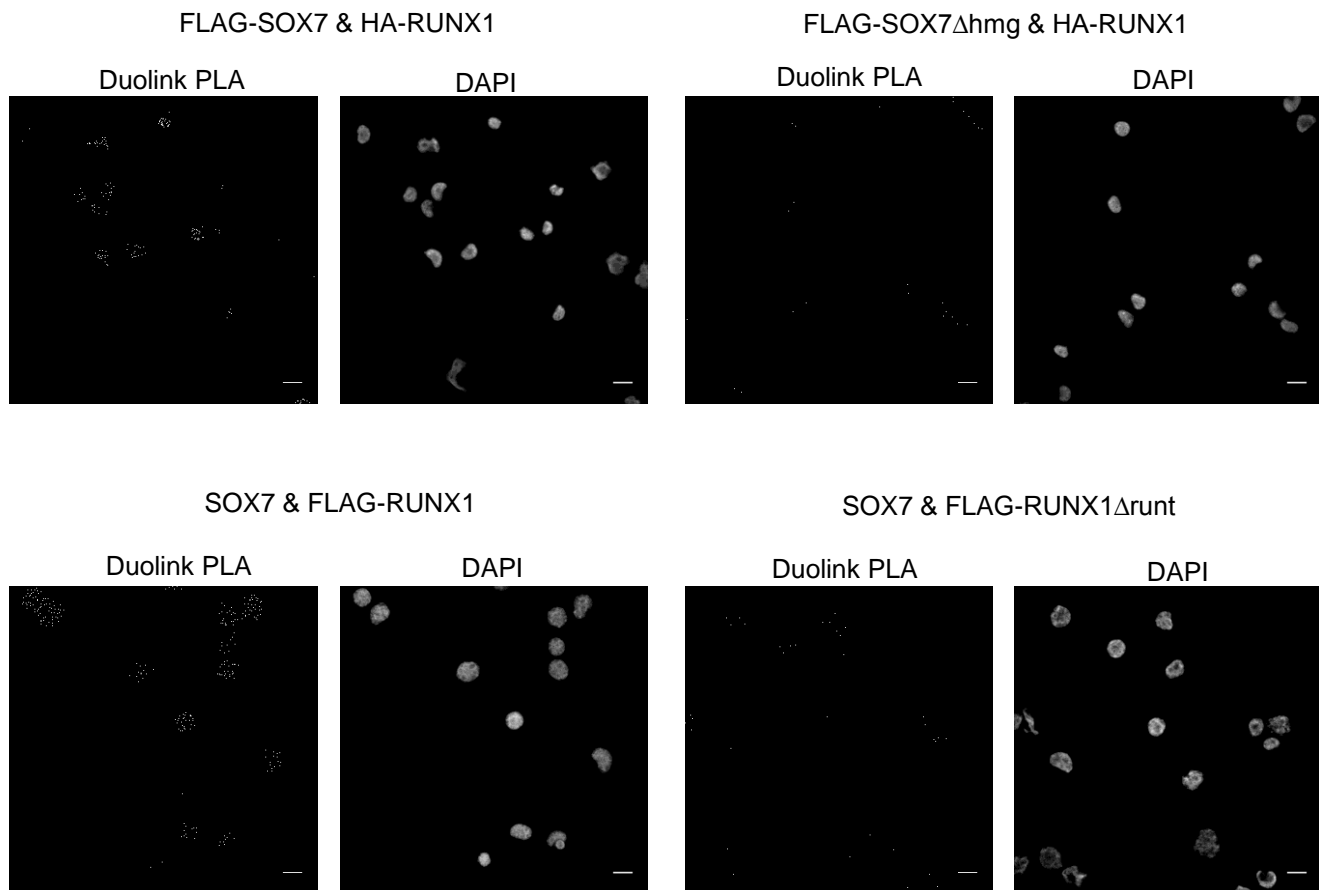 FLAG-SOX7 & HA-RUNX1
FLAG-SOX7Δhmg & HA-RUNX1
Duolink PLA
DAPI
Duolink PLA
DAPI
SOX7 & FLAG-RUNX1
SOX7 & FLAG-RUNX1Δrunt
Duolink PLA
DAPI
Duolink PLA
DAPI